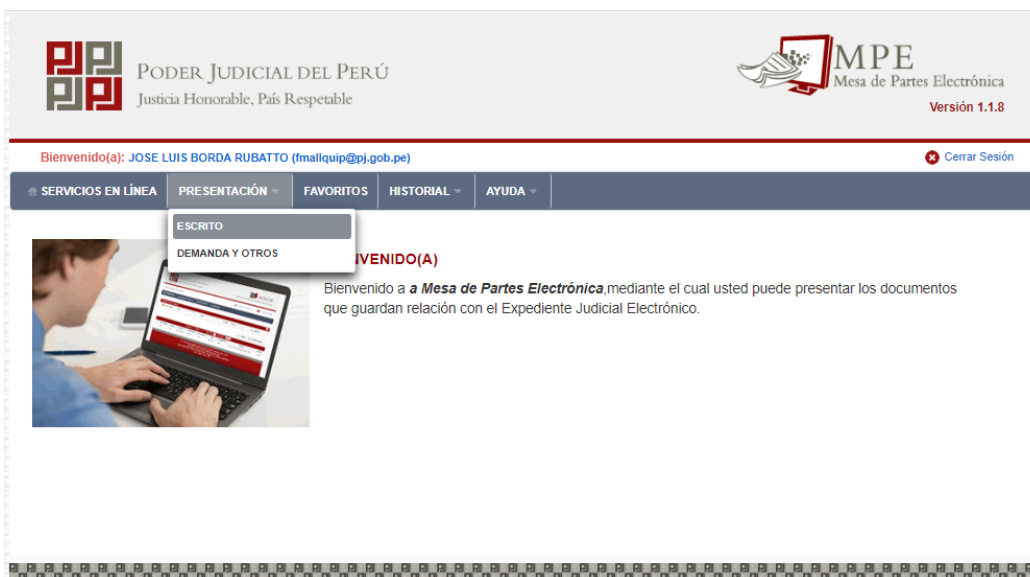 PODER JUDICIAL DEL PERÚ
Justicia Honorable, País Respetable
MPE
Mesa de Partes Electrónica
Versión 1.1.8
Bienvenido(a): JOSE LUIS BORDA RUBATTO (fmallquip@pj.gob.pe)
Cerrar Sesión
SERVICIOS EN LÍNEA PRESENTACIÓN FAVORITOS HISTORIAL AYUDA
ESCRITO
DEMANDA Y OTROS
VENIDO(A)
Bienvenido a a Mesa de Partes Electrónica,mediante el cual usted puede presentar los documentos
que guardan relación con el Expediente Judicial Electrónico.